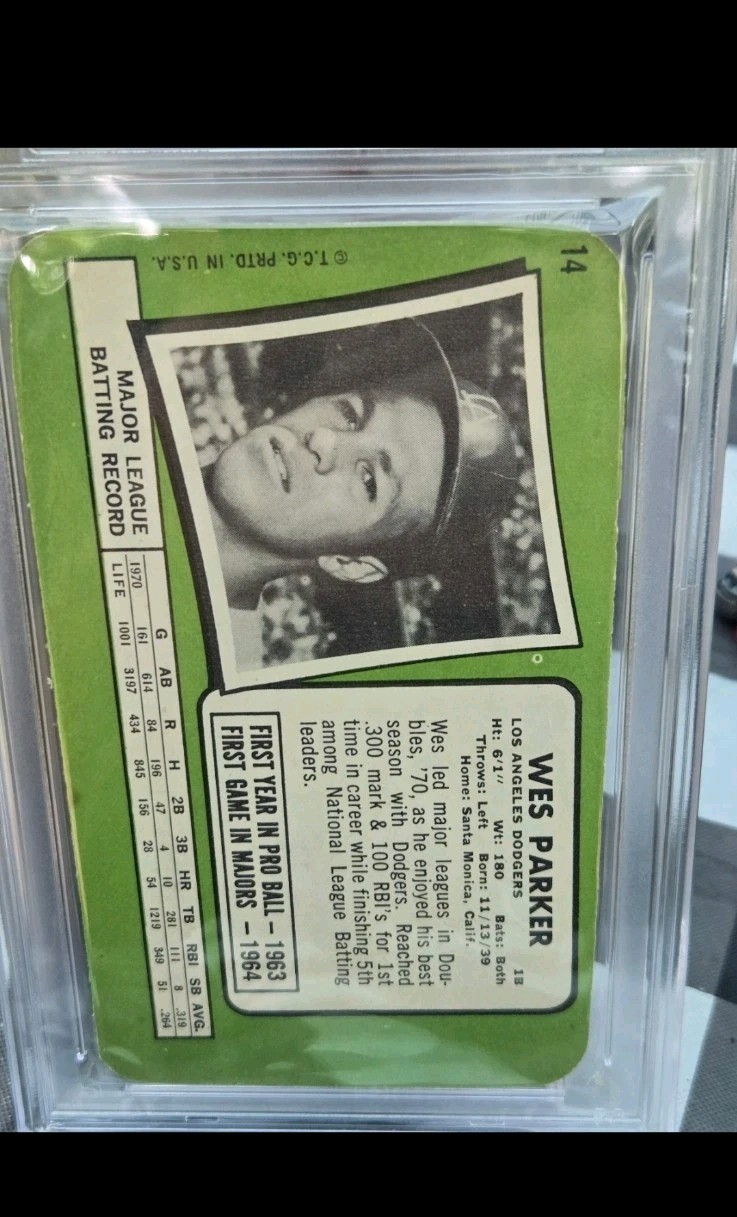 14
© T.C.G. PRTD. IN U.S.A.
WES PARKER
LOS ANGELES DODGERS 1B
Ht: 6'1" Wt: 180 Bats: Both
Throws: Left Born: 11/13/39
Home: Santa Monica, Calif.
Wes led major leagues in Dou-
bles, '70, as he enjoyed his best
season with Dodgers. Reached
.300 mark & 100 RBI's for 1st
time in career while finishing 5th
among National League Batting
leaders.
FIRST YEAR IN PRO BALL – 1963
FIRST GAME IN MAJORS – 1964
MAJOR LEAGUE
BATTING RECORD
G AB R H 2B 3B HR TB RBI SB AVG.
1970 161 614 84 196 47 4 10 281 111 8 .319
LIFE 1001 3197 434 845 156 28 54 1219 349 51 .264